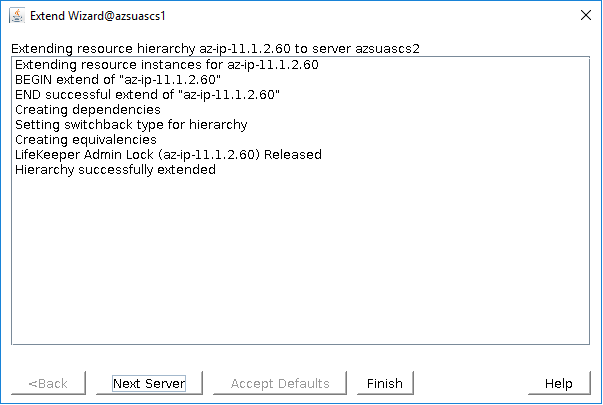 Extend Wizard@azsuascs1
Extending resource hierarchy az-ip-11.1.2.60 to server azsuascs2
Extending resource instances for az-ip-11.1.2.60
BEGIN extend of "az-ip-11.1.2.60"
END successful extend of "az-ip-11.1.2.60"
Creating dependencies
Setting switchback type for hierarchy
Creating equivalencies
LifeKeeper Admin Lock (az-ip-11.1.2.60) Released
Hierarchy successfully extended
<Back Next Server Accept Defaults Finish Help